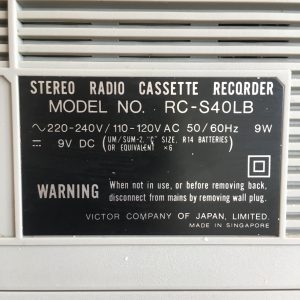 STEREO RADIO CASSETTE RECORDER
MODEL NO. RC-S40LB
～220-240V/110-120V AC 50/60Hz 9W
⎓ 9V DC (UM/SUM-2,"C" SIZE, R14 BATTERIES OR EQUIVALENT ×6)
WARNING When not in use, or before removing back,
disconnect from mains by removing wall plug.
VICTOR COMPANY OF JAPAN, LIMITED.
MADE IN SINGAPORE